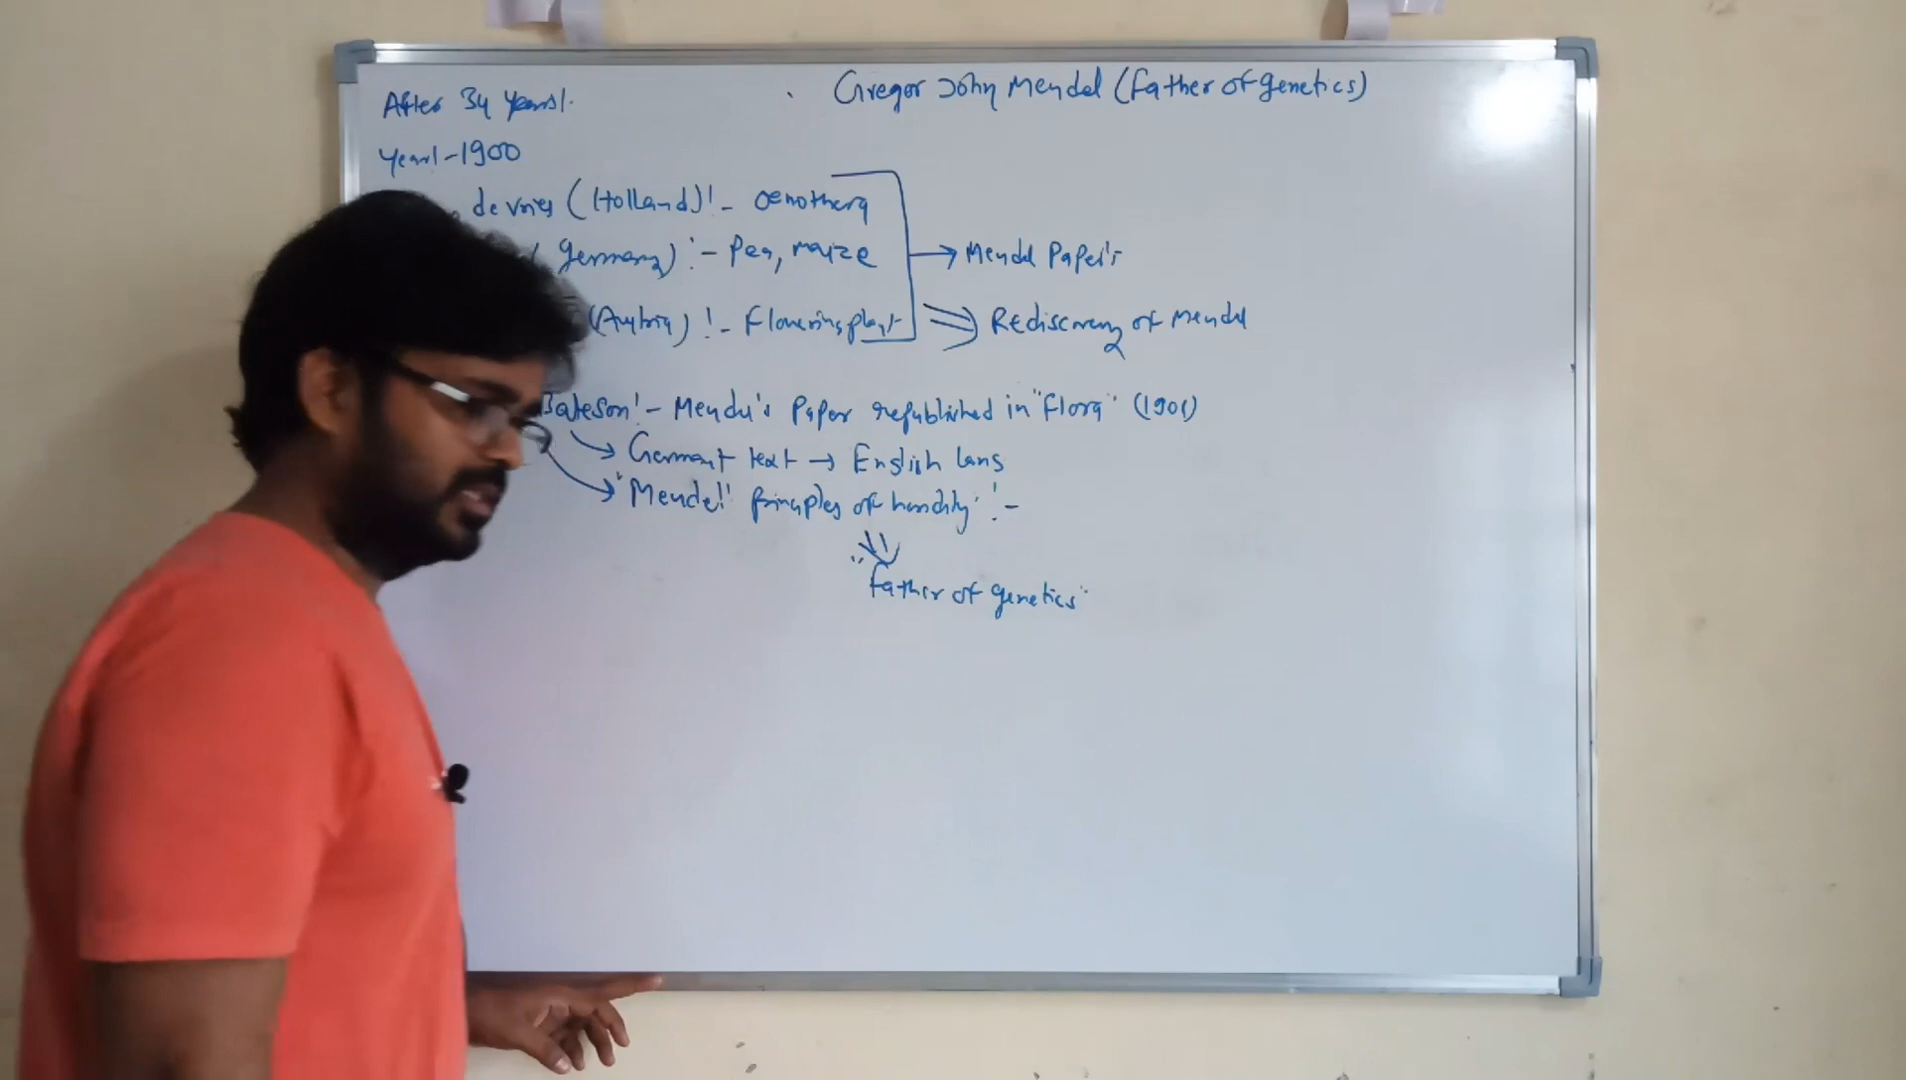 Gregor John Mendel (Father of genetics)
After 34 years!-
Year!-1900
de vries (Holland)!- oenothera
Germany):- Pea, maize
→ Mendel Paper's
(Austria)!- Flowering plant
⇒ Rediscovery of Mendel
Bateson!- Mendel's Paper republished in "Flora" (1901)
→ German text → English lang
→ "Mendel' Principles of heredity":-
"Father of genetics"